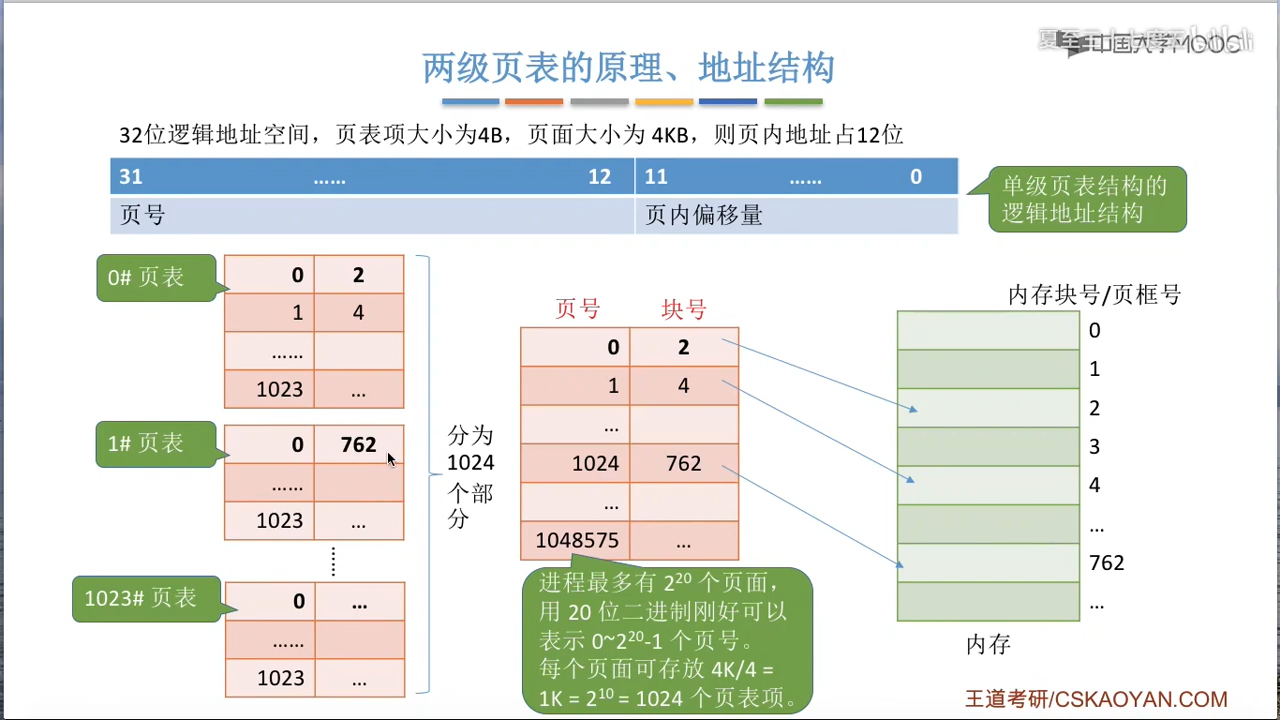 中国大学MOOC
两级页表的原理、地址结构
32位逻辑地址空间，页表项大小为4B，页面大小为 4KB，则页内地址占12位
31 …… 12 11 …… 0
页号 页内偏移量
单级页表结构的
逻辑地址结构
0# 页表
0 2
1 4
……
1023 …
1# 页表
0 762
……
1023 …
1023# 页表
0 …
……
1023 …
分为
1024
个部
分
页号 块号
0 2
1 4
…
1024 762
…
1048575 …
进程最多有 2²⁰ 个页面，
用 20 位二进制刚好可以
表示 0~2²⁰-1 个页号。
每个页面可存放 4K/4 =
1K = 2¹⁰ = 1024 个页表项。
内存块号/页框号
0
1
2
3
4
…
762
…
内存
王道考研/CSKAOYAN.COM